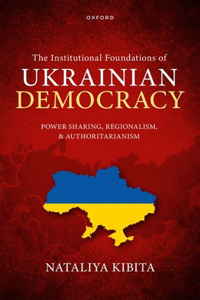 OXFORD
The Institutional Foundations of
UKRAINIAN
DEMOCRACY
POWER SHARING, REGIONALISM,
& AUTHORITARIANISM
NATALIYA KIBITA